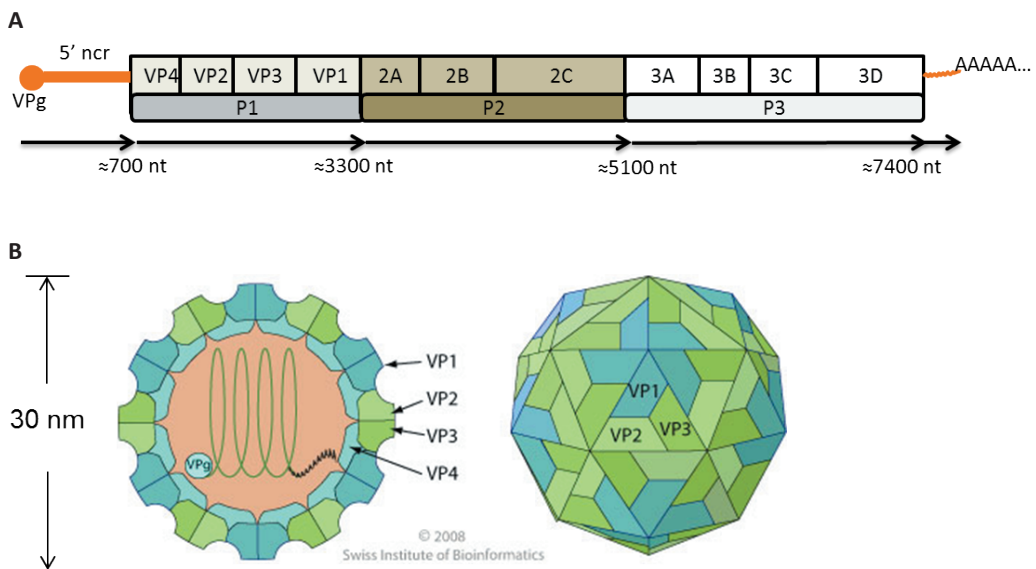 A
5’ ncr
VPg
VP4 VP2 VP3 VP1 2A 2B 2C 3A 3B 3C 3D
AAAAA...
P1 P2 P3
≈700 nt ≈3300 nt ≈5100 nt ≈7400 nt
B
30 nm
VP1
VP2
VP3
VP4
VPg
VP1
VP2 VP3
© 2008
Swiss Institute of Bioinformatics